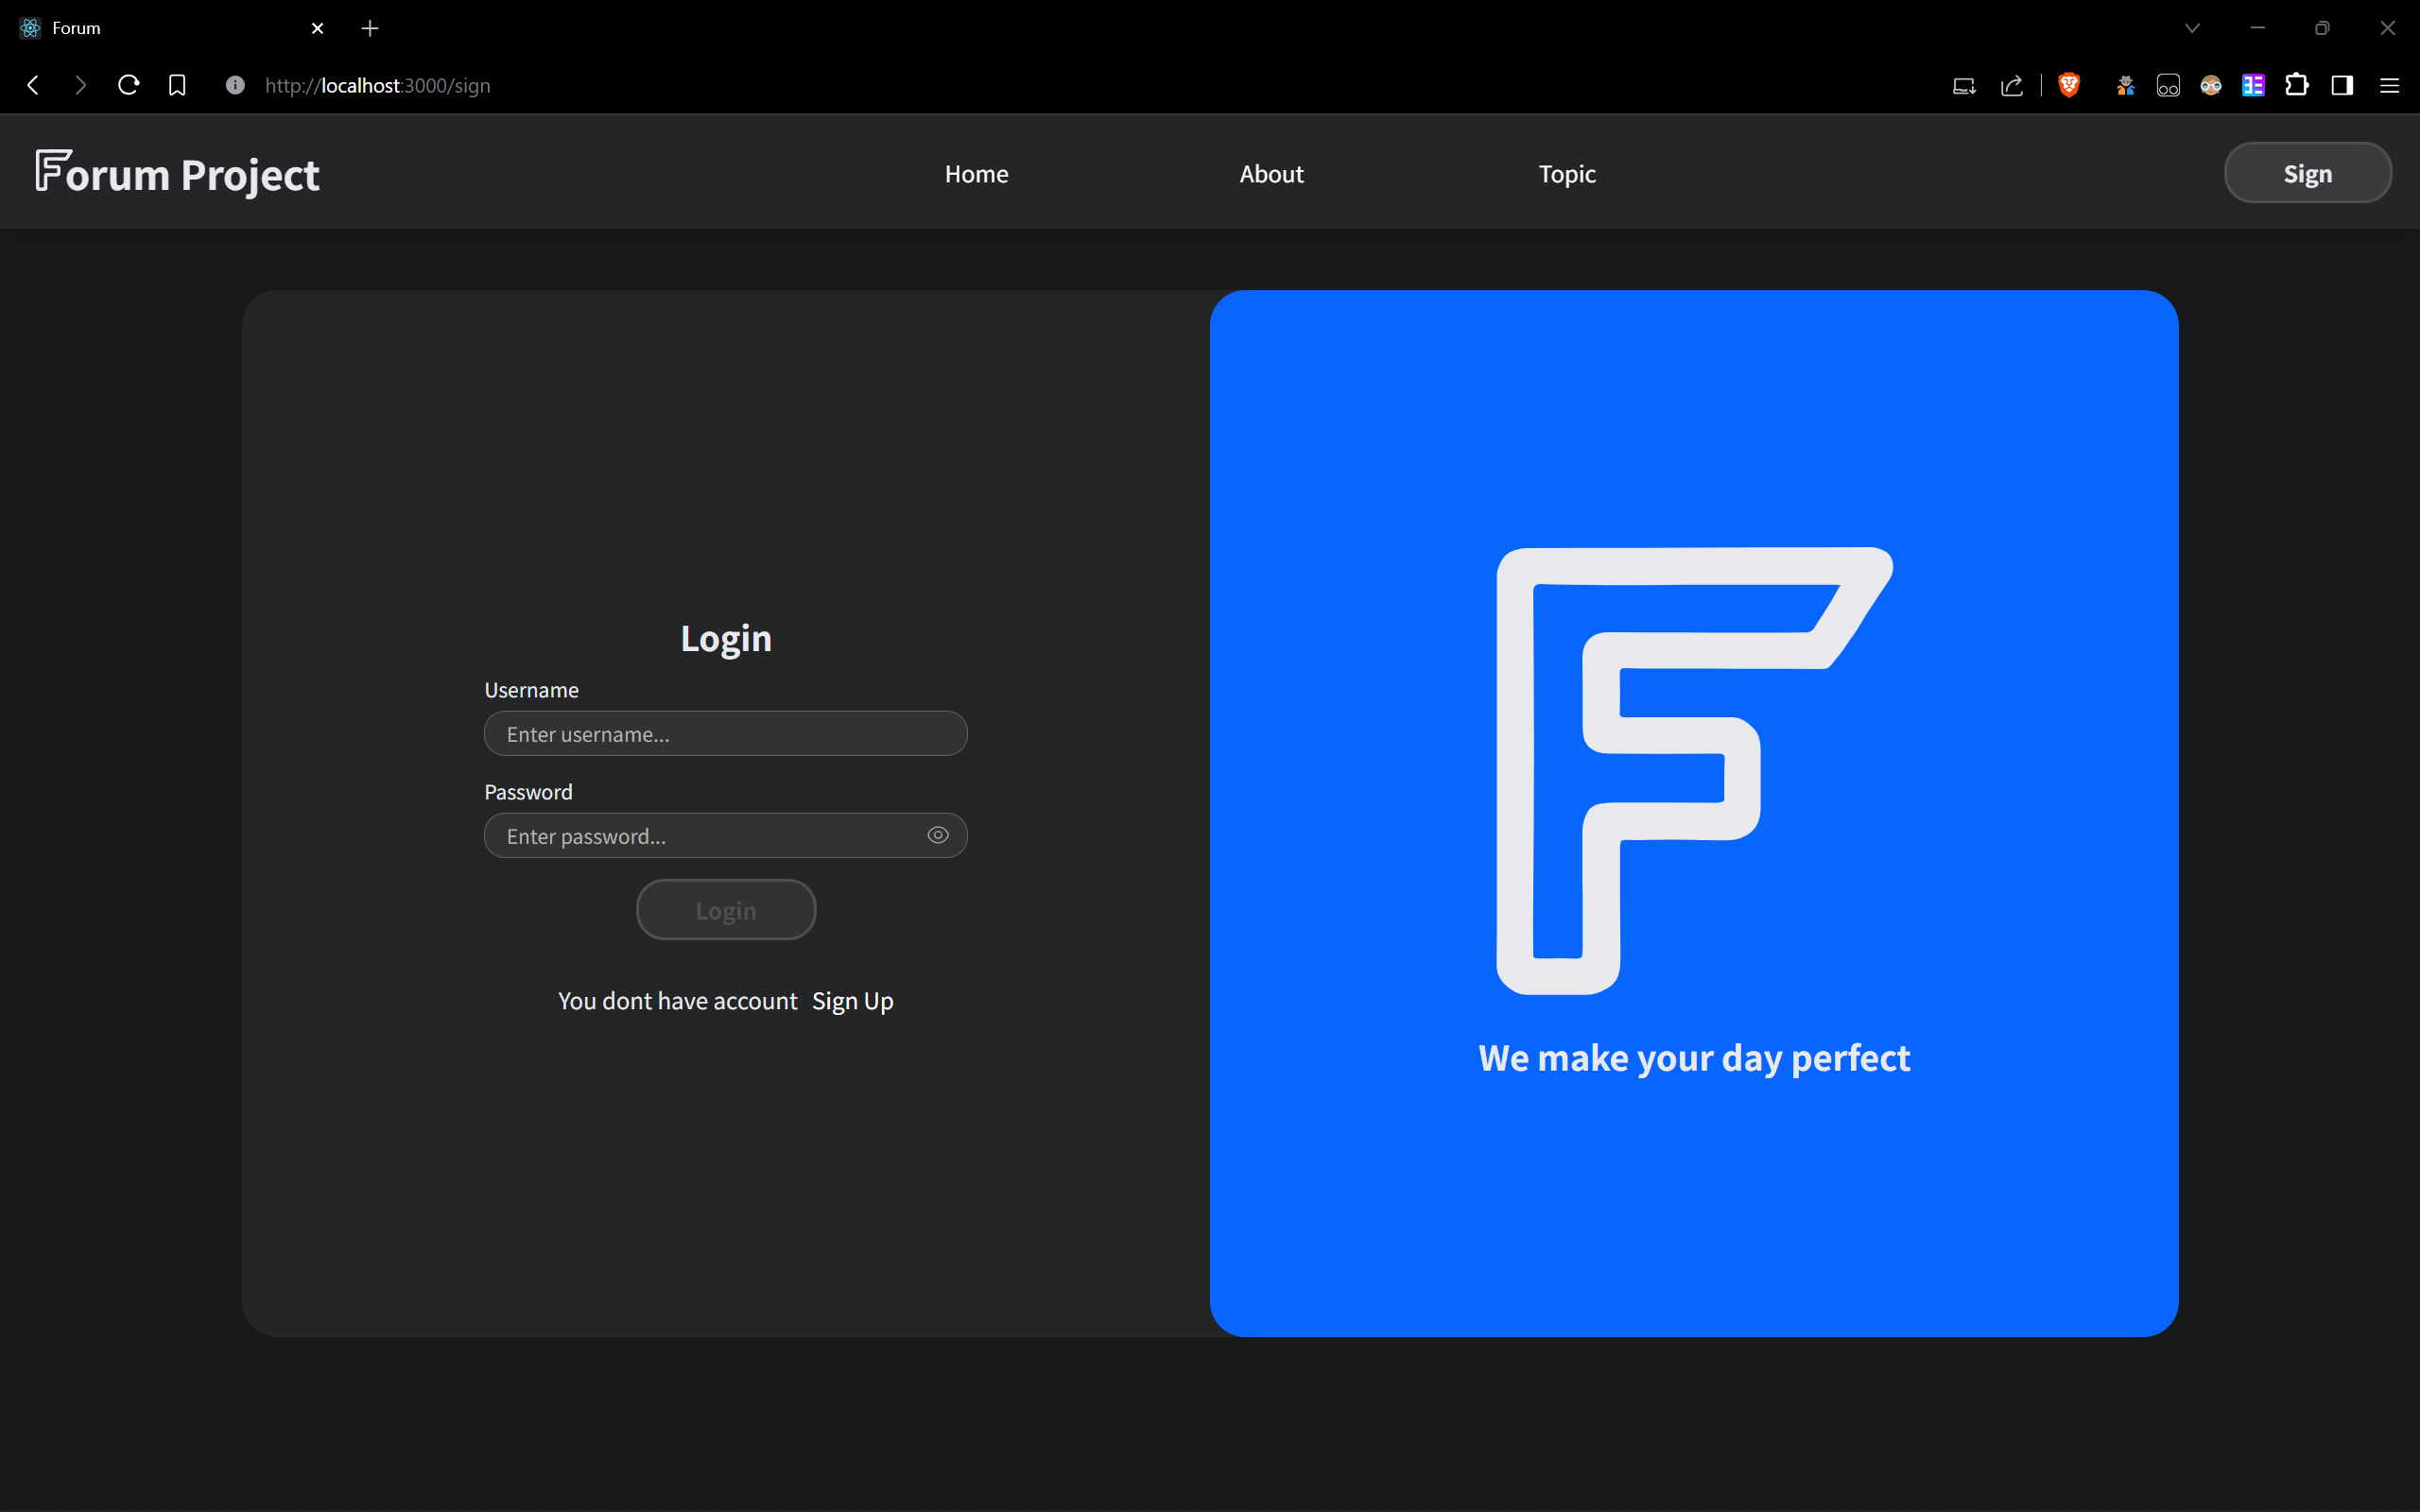 Forum
http://localhost:3000/sign
Forum Project
Home
About
Topic
Sign
Login
Username
Enter username...
Password
Enter password...
Login
You dont have account Sign Up
F
We make your day perfect